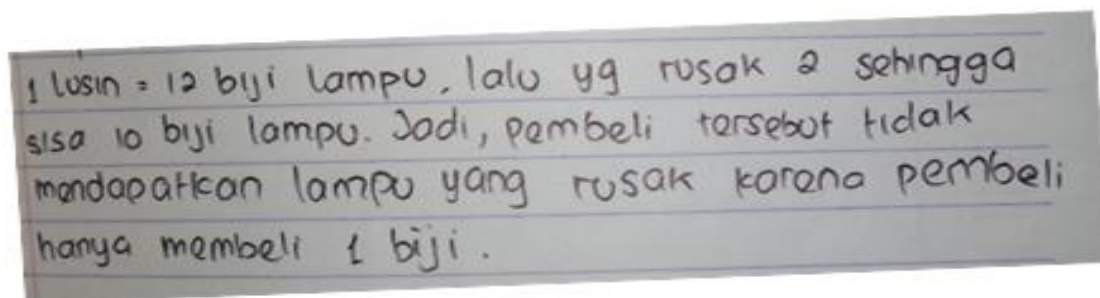 1 lusin = 12 biji lampu, lalu yg rusak 2 sehingga
sisa 10 biji lampu. Jadi, pembeli tersebut tidak
mendapatkan lampu yang rusak karena pembeli
hanya membeli 1 biji.